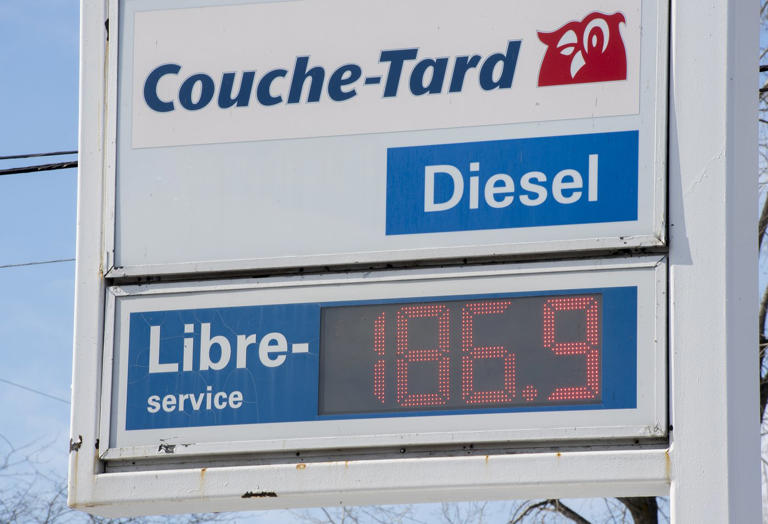 Couche-Tard
Diesel
Libre-
service
186.9